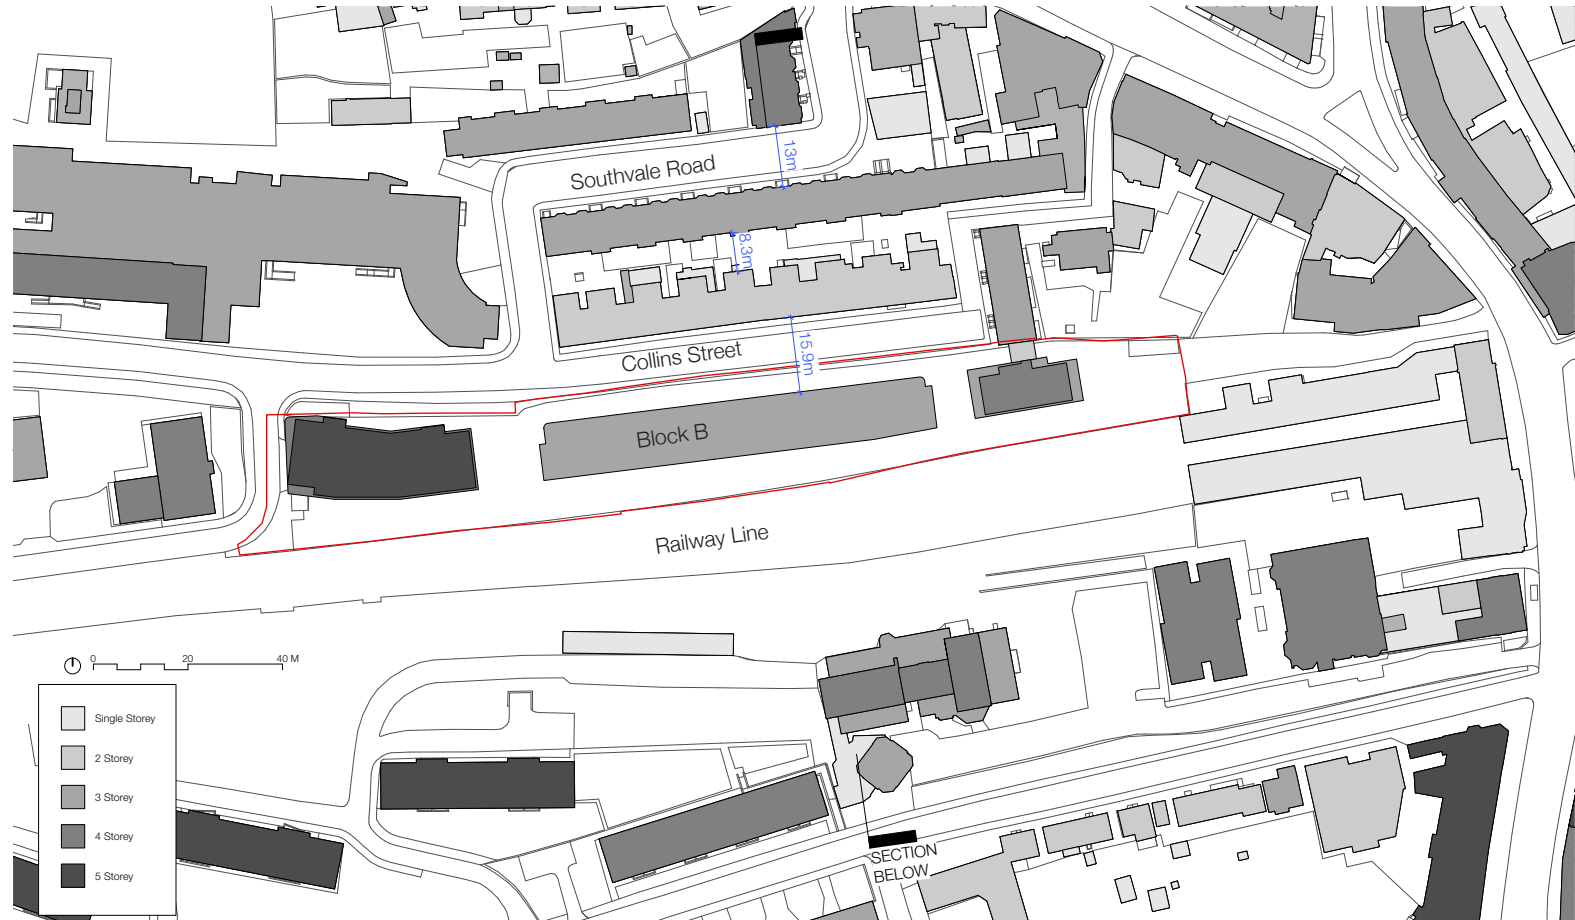 13m
Southvale Road
8.3m
Collins Street
15.9m
Block B
Railway Line
0 20 40 M
Single Storey
2 Storey
3 Storey
4 Storey
5 Storey
SECTION
BELOW